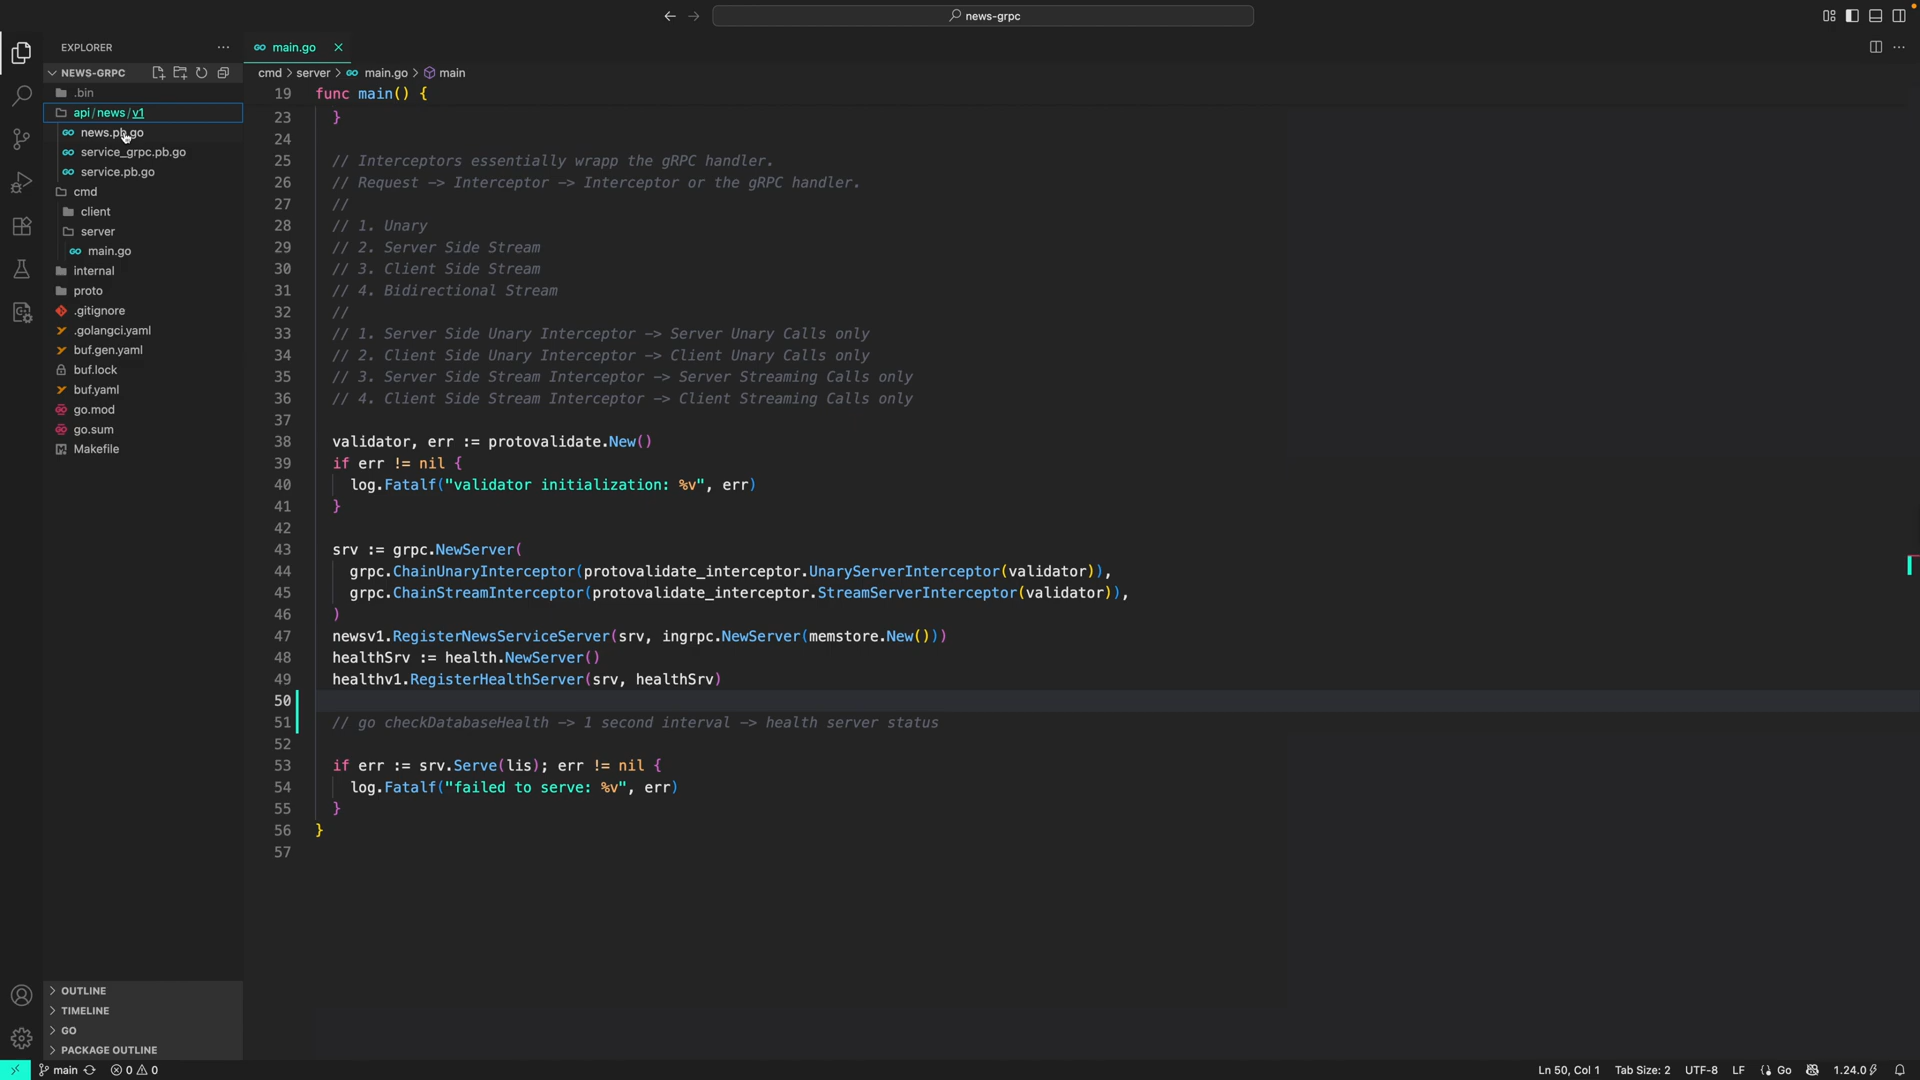 news-grpc
EXPLORER
main.go
NEWS-GRPC
cmd > server > main.go > main
.bin
19 func main() {
api/news/v1
23 }
news.pb.go
24
service_grpc.pb.go
25 // Interceptors essentially wrapp the gRPC handler.
service.pb.go
26 // Request -> Interceptor -> Interceptor or the gRPC handler.
cmd
27 //
client
28 // 1. Unary
server
29 // 2. Server Side Stream
main.go
30 // 3. Client Side Stream
internal
31 // 4. Bidirectional Stream
proto
32 //
.gitignore
33 // 1. Server Side Unary Interceptor -> Server Unary Calls only
.golangci.yaml
34 // 2. Client Side Unary Interceptor -> Client Unary Calls only
buf.gen.yaml
35 // 3. Server Side Stream Interceptor -> Server Streaming Calls only
buf.lock
36 // 4. Client Side Stream Interceptor -> Client Streaming Calls only
buf.yaml
37
go.mod
38 validator, err := protovalidate.New()
go.sum
39 if err != nil {
Makefile
40 log.Fatalf("validator initialization: %v", err)
41 }
42
43 srv := grpc.NewServer(
44 grpc.ChainUnaryInterceptor(protovalidate_interceptor.UnaryServerInterceptor(validator)),
45 grpc.ChainStreamInterceptor(protovalidate_interceptor.StreamServerInterceptor(validator)),
46 )
47 newsv1.RegisterNewsServiceServer(srv, ingrpc.NewServer(memstore.New()))
48 healthSrv := health.NewServer()
49 healthv1.RegisterHealthServer(srv, healthSrv)
50
51 // go checkDatabaseHealth -> 1 second interval -> health server status
52
53 if err := srv.Serve(lis); err != nil {
54 log.Fatalf("failed to serve: %v", err)
55 }
56 }
57
OUTLINE
TIMELINE
GO
PACKAGE OUTLINE
main 0 0 Ln 50, Col 1 Tab Size: 2 UTF-8 LF Go 1.24.0